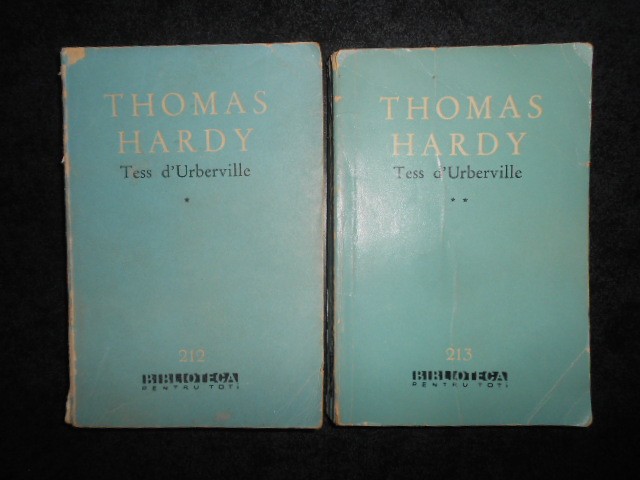 THOMAS
HARDY
Tess d'Urberville
*
212
BIBLIOTECA
PENTRU TOTI
THOMAS
HARDY
Tess d'Urberville
**
213
BIBLIOTECA
PENTRU TOTI